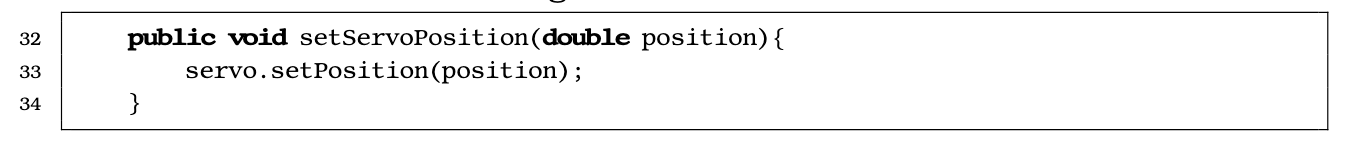 32 public void setServoPosition(double position){
33 servo.setPosition(position);
34 }